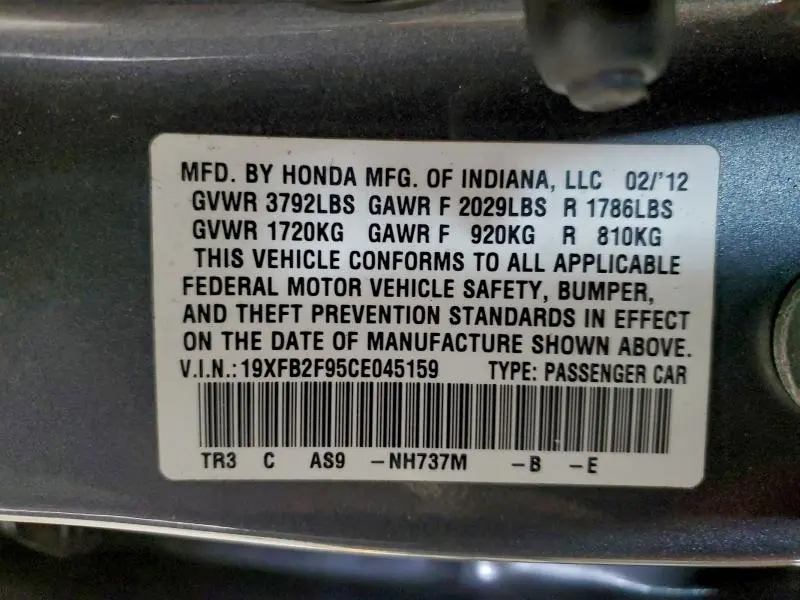 MFD. BY HONDA MFG. OF INDIANA, LLC 02/'12
GVWR 3792LBS GAWR F 2029LBS R 1786LBS
GVWR 1720KG GAWR F 920KG R 810KG
THIS VEHICLE CONFORMS TO ALL APPLICABLE
FEDERAL MOTOR VEHICLE SAFETY, BUMPER,
AND THEFT PREVENTION STANDARDS IN EFFECT
ON THE DATE OF MANUFACTURE SHOWN ABOVE.
V.I.N.: 19XFB2F95CE045159 TYPE: PASSENGER CAR
TR3 C AS9 -NH737M -B -E